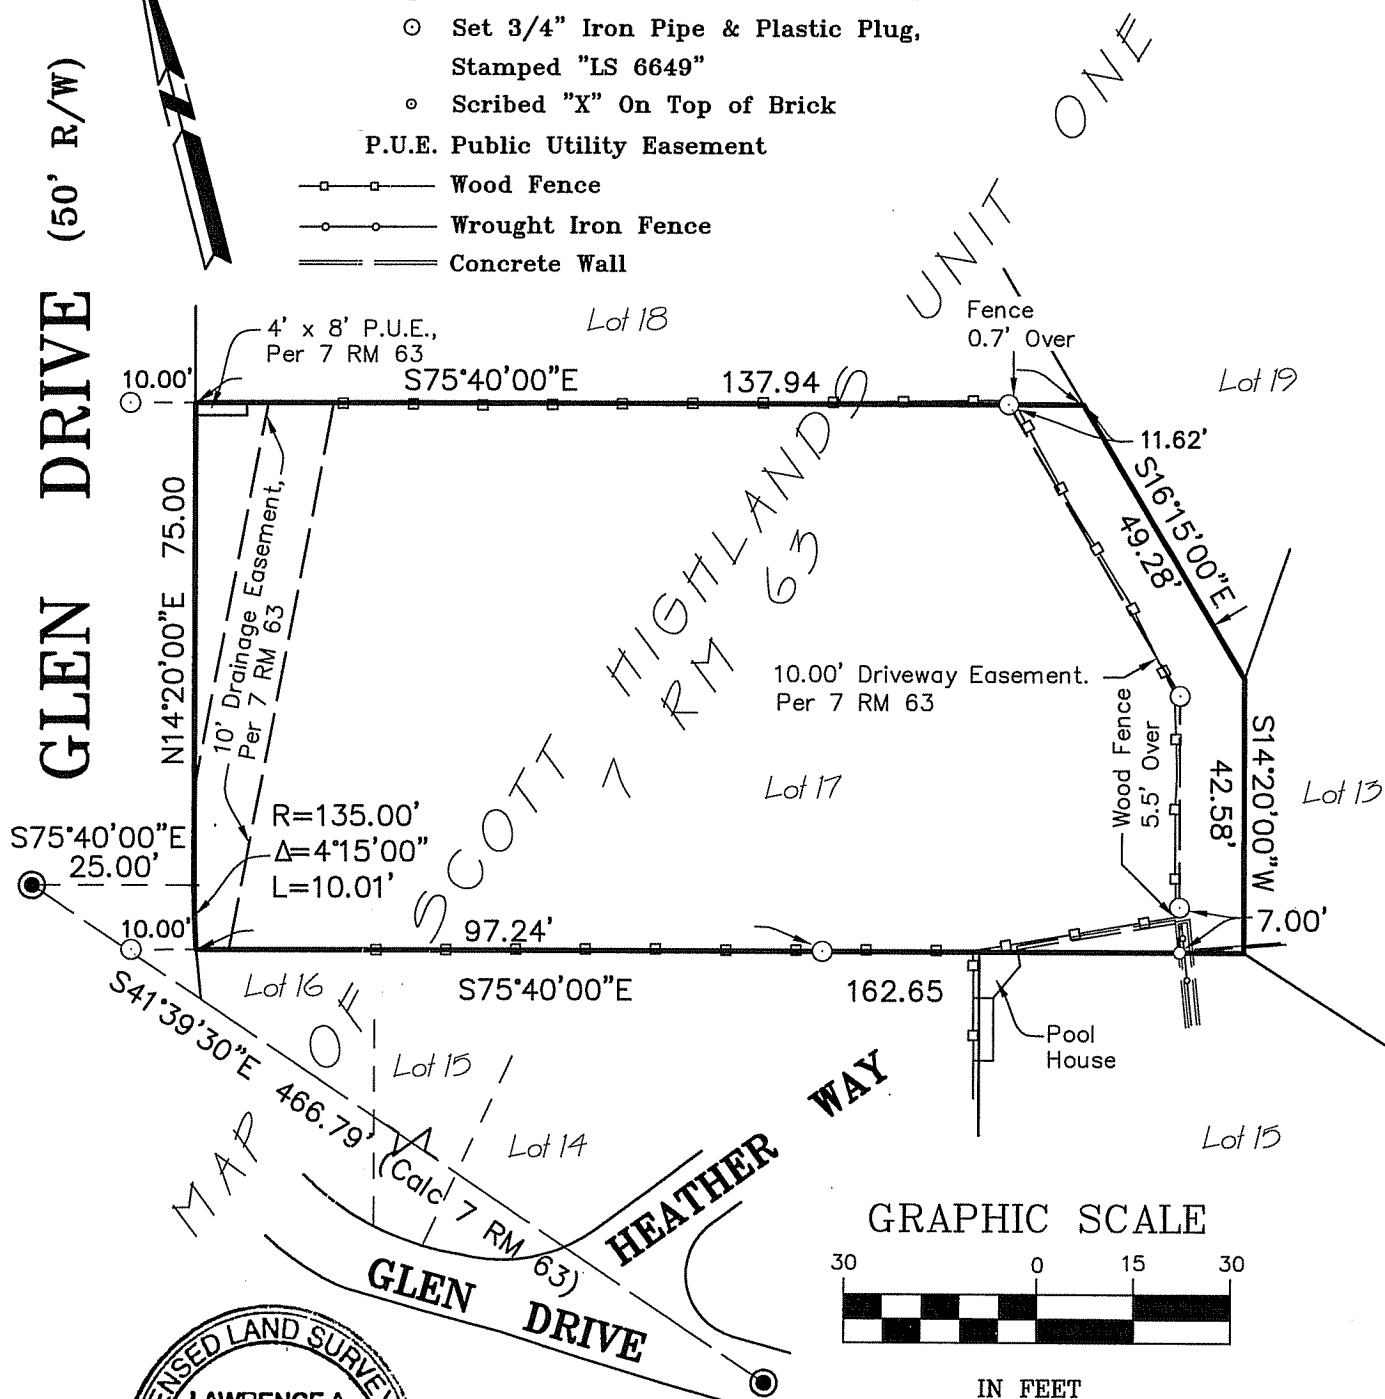 Set 3/4" Iron Pipe & Plastic Plug,
Stamped "LS 6649"
Scribed "X" On Top of Brick
P.U.E. Public Utility Easement
Wood Fence
Wrought Iron Fence
Concrete Wall
GLEN DRIVE (50' R/W)
UNIT ONE
Lot 18
Fence
0.7' Over
4' x 8' P.U.E.,
Per 7 RM 63
10.00'
S75°40'00"E
137.94
Lot 19
11.62'
S16°15'00"E
49.28'
N14°20'00"E 75.00
10' Drainage Easement,
Per 7 RM 63
SCOTT HIGHLANDS
7 RM 63
10.00' Driveway Easement.
Per 7 RM 63
Wood Fence
5.5' Over
S14°20'00"W
42.58'
Lot 17
Lot 13
R=135.00'
Δ=4°15'00"
L=10.01'
S75°40'00"E
25.00'
10.00'
97.24'
7.00'
S75°40'00"E
162.65
Lot 16
S41°39'30"E 466.79' (Calc 7 RM 63)
MAP OF
Pool
House
Lot 15
Lot 14
Lot 15
HEATHER WAY
GLEN DRIVE
GRAPHIC SCALE
30 0 15 30
IN FEET
ENSED LAND SURVEY
LAWRENCE A